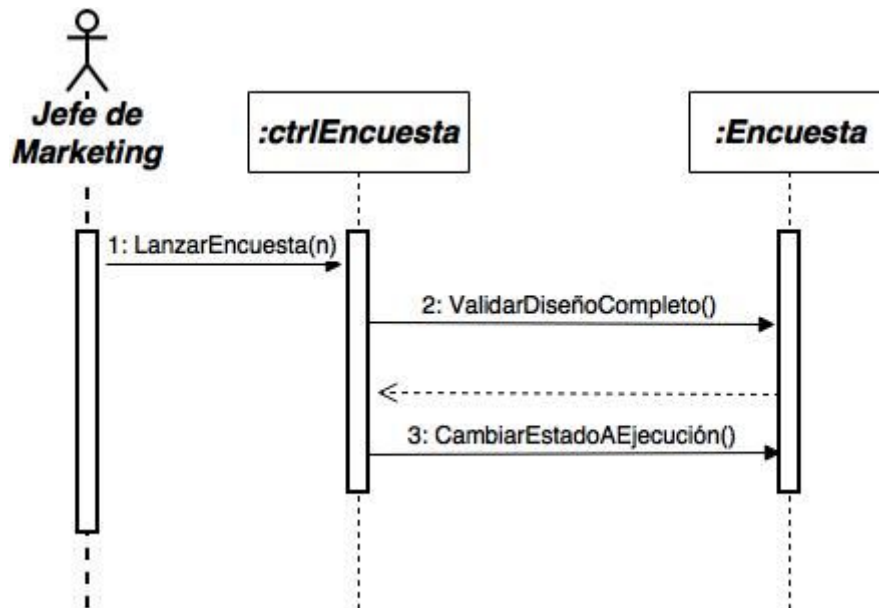 Jefe de
Marketing
:ctrlEncuesta
:Encuesta
1: LanzarEncuesta(n)
2: ValidarDiseñoCompleto()
3: CambiarEstadoAEjecución()